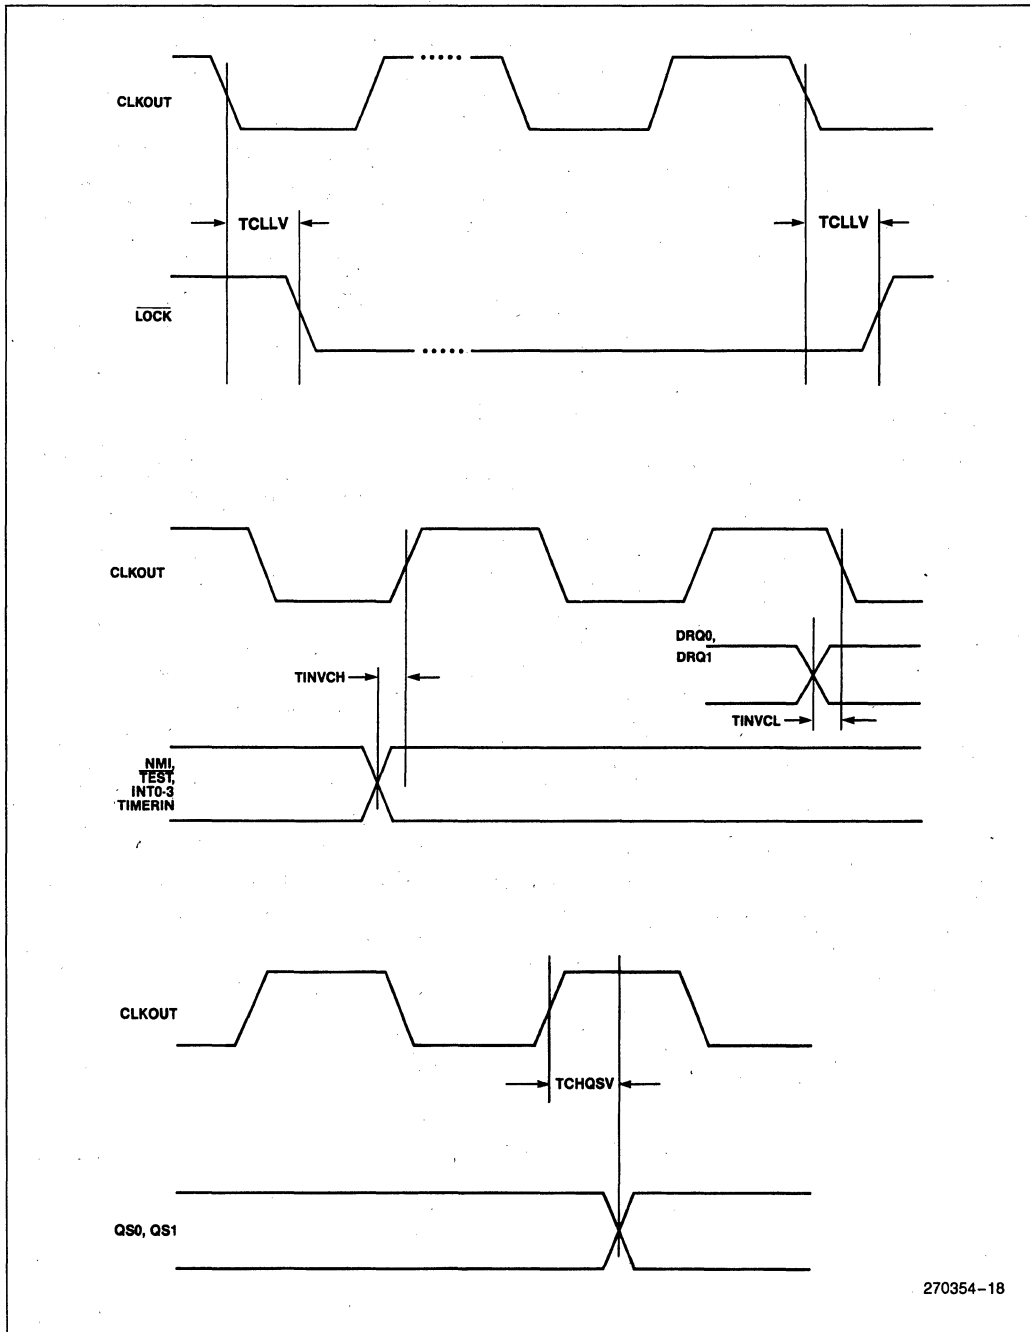 CLKOUT
TCLLV
TCLLV
LOCK
CLKOUT
DRQ0,
DRQ1
TINVCH
TINVCL
NMI,
TEST,
INT0-3
TIMERIN
CLKOUT
TCHQSV
QS0, QS1
270354-18